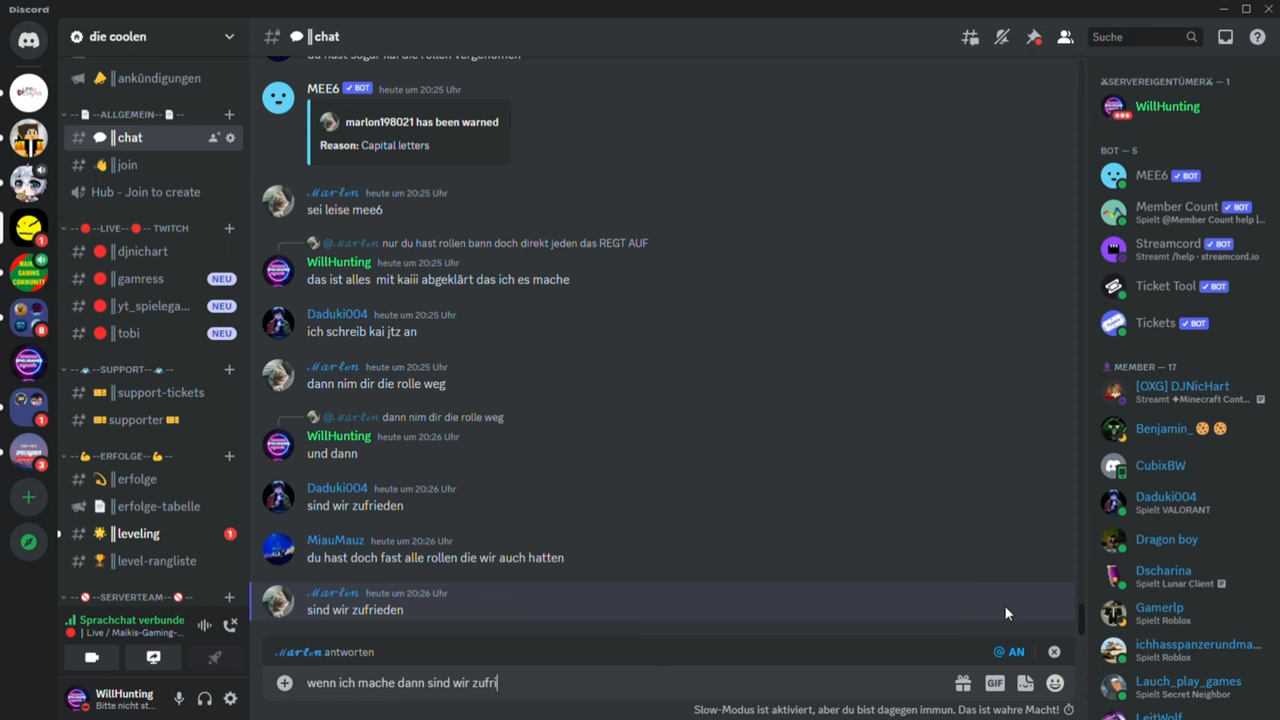 Discord
die coolen
ankündigungen
--ALLGEMEIN-- --
chat
join
Hub - Join to create
--LIVE-- -- TWITCH
djnichart
gamress
NEU
yt_spielega...
NEU
tobi
NEU
--SUPPORT-- --
support-tickets
supporter
--ERFOLGE-- --
erfolge
erfolge-tabelle
leveling
1
level-rangliste
--SERVERTEAM-- --
Sprachchat verbunde
| Live / Maikis-Gaming-...
WillHunting
Bitte nicht st...
chat
Suche
MEE6 BOT heute um 20:25 Uhr
marlon198021 has been warned
Reason: Capital letters
Marlon heute um 20:25 Uhr
sei leise mee6
@Marlon nur du hast rollen bann doch direkt jeden das REGT AUF
WillHunting heute um 20:25 Uhr
das ist alles mit kaiii abgeklärt das ich es mache
Daduki004 heute um 20:25 Uhr
ich schreib kai jtz an
Marlon heute um 20:25 Uhr
dann nim dir die rolle weg
@Marlon dann nim dir die rolle weg
WillHunting heute um 20:26 Uhr
und dann
Daduki004 heute um 20:26 Uhr
sind wir zufrieden
MiauMauz heute um 20:26 Uhr
du hast doch fast alle rollen die wir auch hatten
Marlon heute um 20:26 Uhr
sind wir zufrieden
Marlon antworten
@ AN
wenn ich mache dann sind wir zufri
GIF
Slow-Modus ist aktiviert, aber du bist dagegen immun. Das ist wahre Macht!
SERVEREIGENTÜMER — 1
WillHunting
BOT — 5
MEE6 BOT
Member Count BOT
Spielt @Member Count help |...
Streamcord BOT
Streamt /help · streamcord.io
Ticket Tool BOT
Tickets BOT
MEMBER — 17
[OXG] DJNicHart
Streamt ✦Minecraft Cont...
Benjamin_
CubixBW
Daduki004
Spielt VALORANT
Dragon boy
Dscharina
Spielt Lunar Client
Gamerlp
Spielt Roblox
ichhasspanzerundma...
Spielt Roblox
Lauch_play_games
Spielt Secret Neighbor